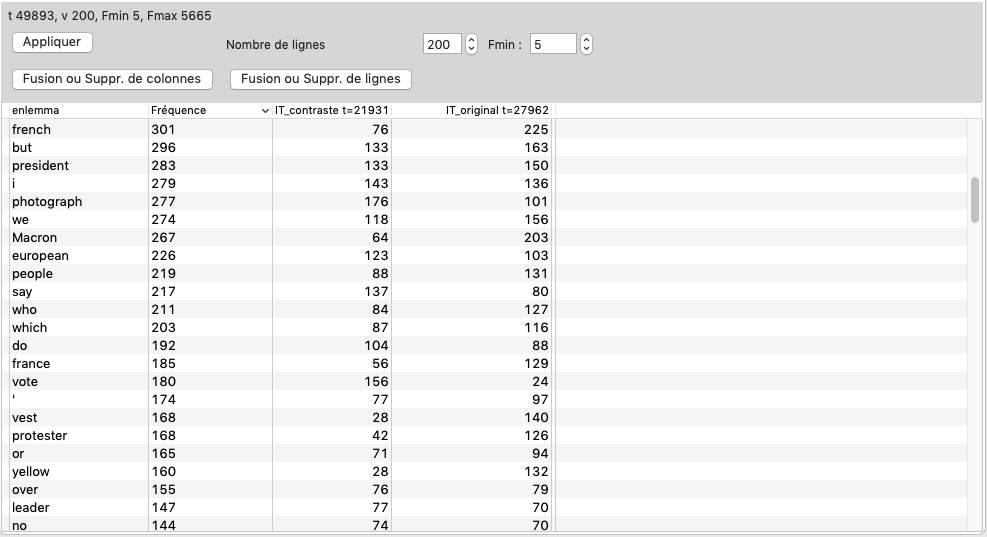 t 49893, v 200, Fmin 5, Fmax 5665
Appliquer Nombre de lignes 200 Fmin : 5
Fusion ou Suppr. de colonnes Fusion ou Suppr. de lignes
enlemma Fréquence IT_contraste t=21931 IT_original t=27962
french 301 76 225
but 296 133 163
president 283 133 150
i 279 143 136
photograph 277 176 101
we 274 118 156
Macron 267 64 203
european 226 123 103
people 219 88 131
say 217 137 80
who 211 84 127
which 203 87 116
do 192 104 88
france 185 56 129
vote 180 156 24
' 174 77 97
vest 168 28 140
protester 168 42 126
or 165 71 94
yellow 160 28 132
over 155 76 79
leader 147 77 70
no 144 74 70